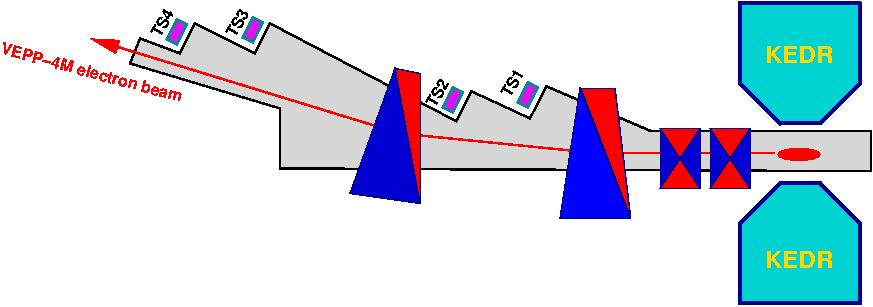 TS4
TS3
KEDR
VEPP-4M electron beam
TS2
TS1
KEDR